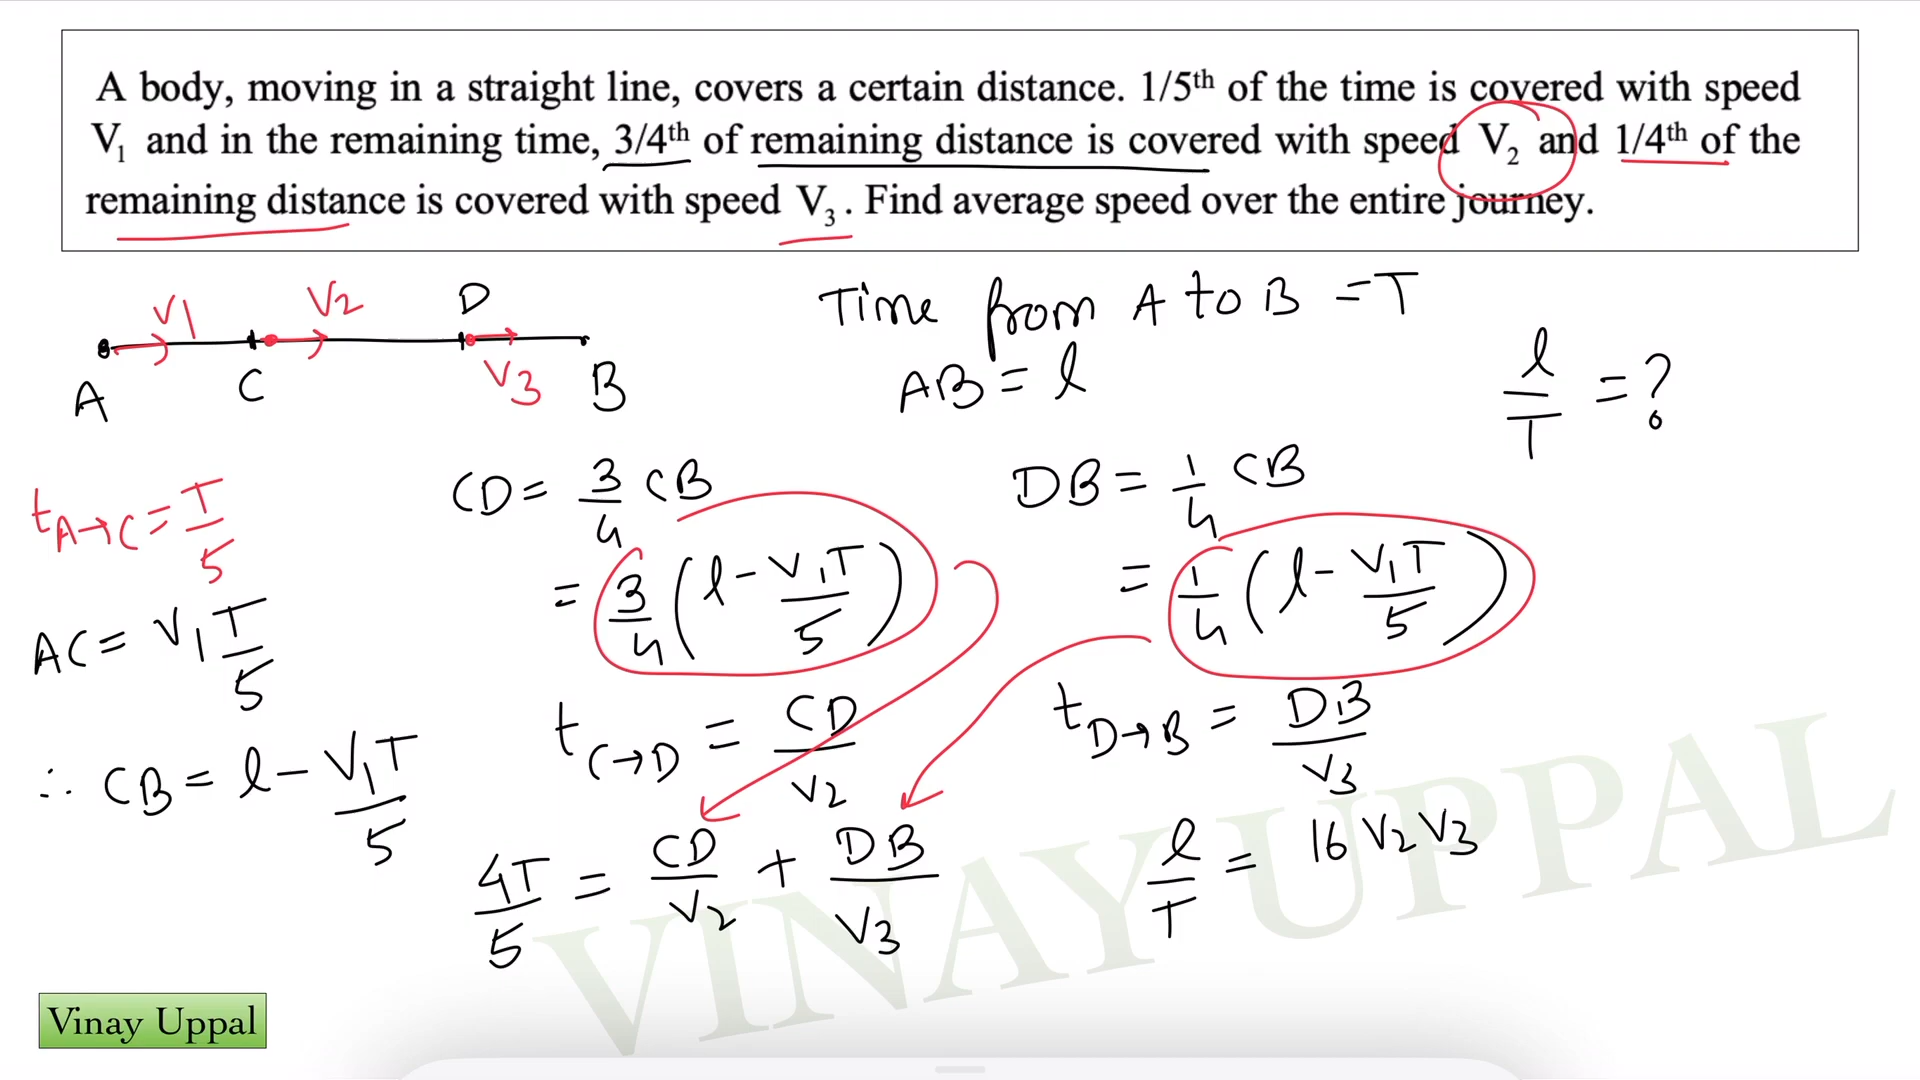 A body, moving in a straight line, covers a certain distance. 1/5th of the time is covered with speed
V₁ and in the remaining time, 3/4th of remaining distance is covered with speed V₂ and 1/4th of the
remaining distance is covered with speed V₃. Find average speed over the entire journey.
V1 V2 D
V3
A C B
Time from A to B = T
AB = l
l/T = ?
t A→C = T/5
AC = V₁ T/5
∴ CB = l - V₁T/5
CD = 3/4 CB
= 3/4 (l - V₁T/5)
t C→D = CD/V2
DB = 1/4 CB
= 1/4 (l - V₁T/5)
t D→B = DB/V3
4T/5 = CD/V2 + DB/V3
l/T = 16 V2 V3
VINAY UPPAL
Vinay Uppal